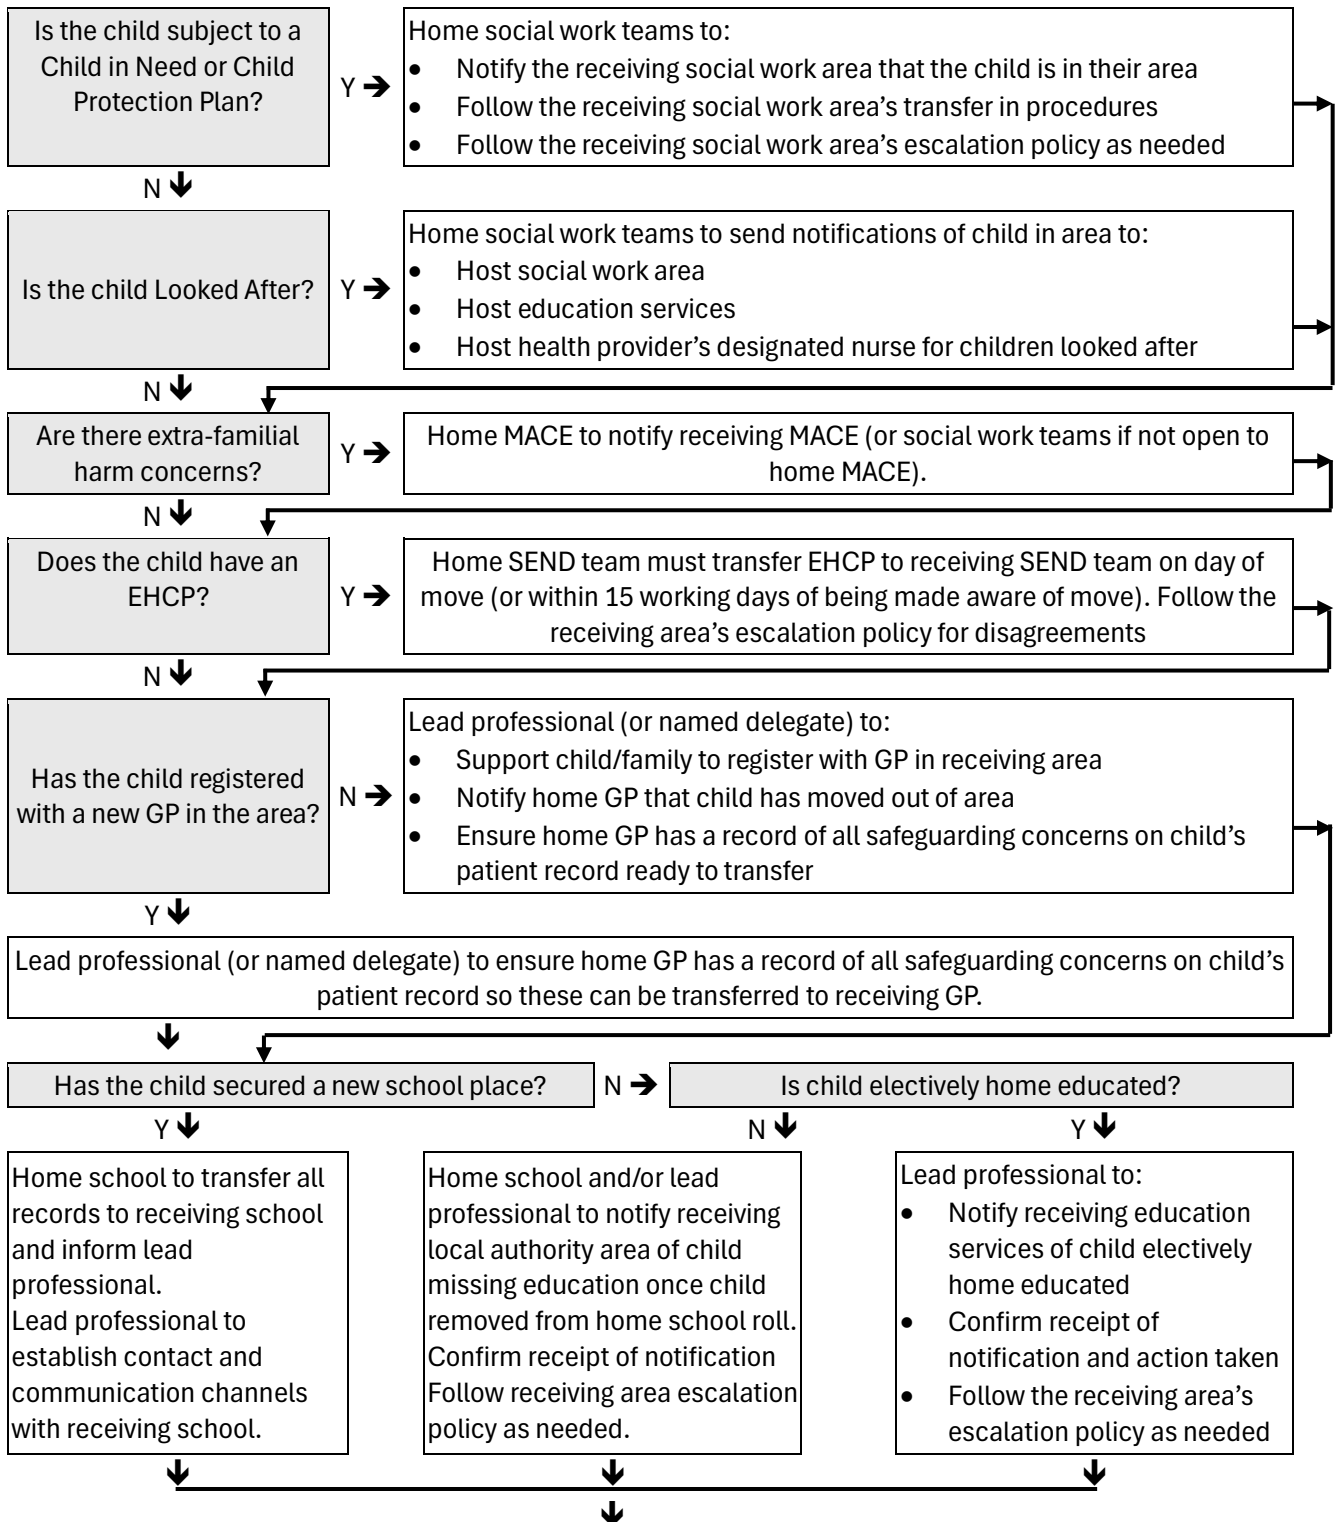 Is the child subject to a
Child in Need or Child
Protection Plan?
Y
Home social work teams to:
• Notify the receiving social work area that the child is in their area
• Follow the receiving social work area's transfer in procedures
• Follow the receiving social work area's escalation policy as needed
N
Is the child Looked After?
Y
Home social work teams to send notifications of child in area to:
• Host social work area
• Host education services
• Host health provider's designated nurse for children looked after
N
Are there extra-familial
harm concerns?
Y
Home MACE to notify receiving MACE (or social work teams if not open to
home MACE).
N
Does the child have an
EHCP?
Y
Home SEND team must transfer EHCP to receiving SEND team on day of
move (or within 15 working days of being made aware of move). Follow the
receiving area's escalation policy for disagreements
N
Has the child registered
with a new GP in the area?
N
Lead professional (or named delegate) to:
• Support child/family to register with GP in receiving area
• Notify home GP that child has moved out of area
• Ensure home GP has a record of all safeguarding concerns on child's
patient record ready to transfer
Y
Lead professional (or named delegate) to ensure home GP has a record of all safeguarding concerns on child's
patient record so these can be transferred to receiving GP.
Has the child secured a new school place?
N
Is child electively home educated?
Y
N
Y
Home school to transfer all
records to receiving school
and inform lead
professional.
Lead professional to
establish contact and
communication channels
with receiving school.
Home school and/or lead
professional to notify receiving
local authority area of child
missing education once child
removed from home school roll.
Confirm receipt of notification
Follow receiving area escalation
policy as needed.
Lead professional to:
• Notify receiving education
services of child electively
home educated
• Confirm receipt of
notification and action taken
• Follow the receiving area's
escalation policy as needed